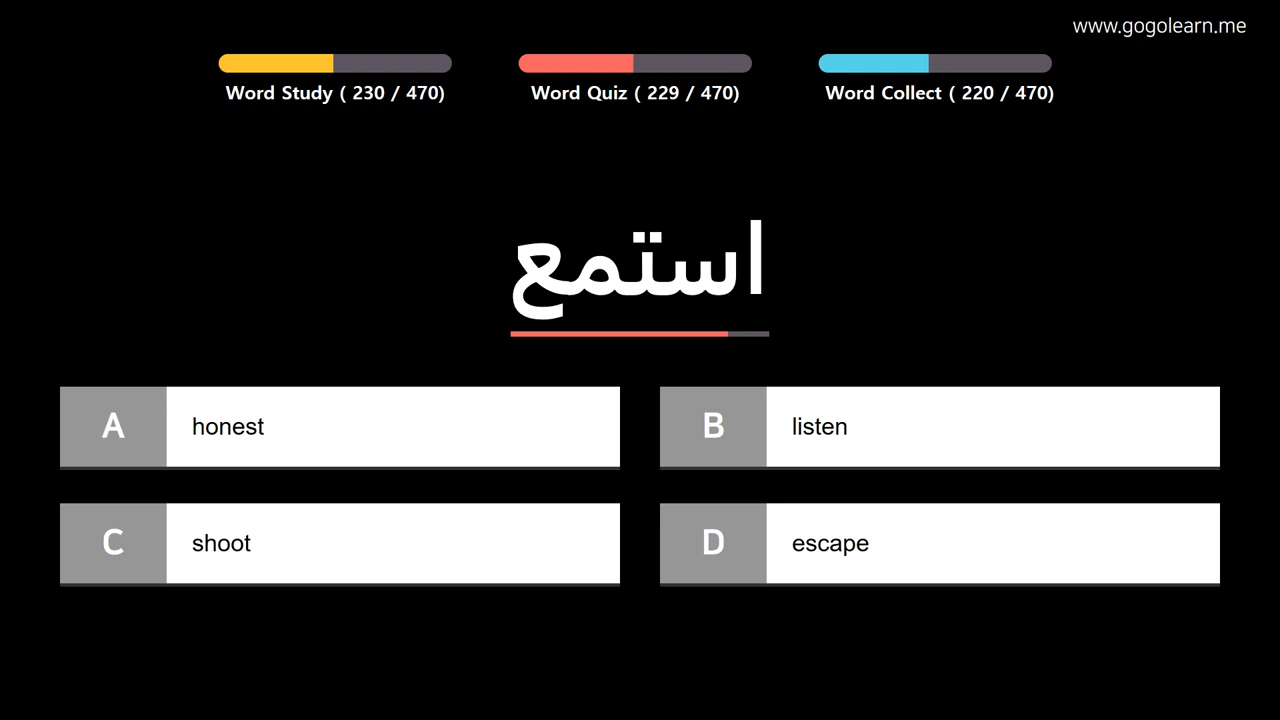 www.gogolearn.me
Word Study ( 230 / 470)
Word Quiz ( 229 / 470)
Word Collect ( 220 / 470)
استمع
A honest
B listen
C shoot
D escape